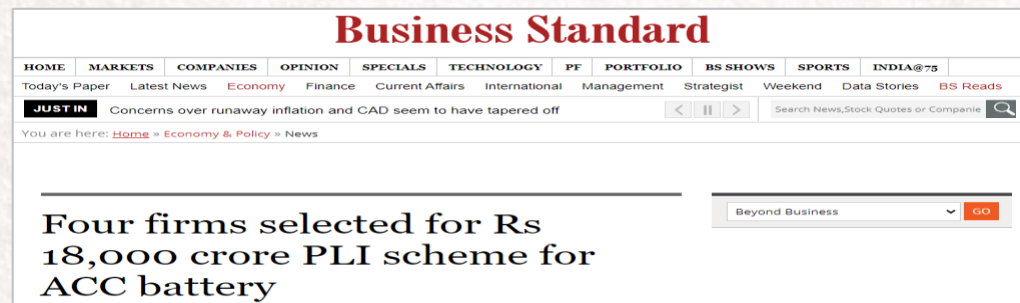 Business Standard
HOME MARKETS COMPANIES OPINION SPECIALS TECHNOLOGY PF PORTFOLIO BS SHOWS SPORTS INDIA@75
Today's Paper Latest News Economy Finance Current Affairs International Management Strategist Weekend Data Stories BS Reads
JUST IN Concerns over runaway inflation and CAD seem to have tapered off Search News,Stock Quotes or Companie
You are here: Home » Economy & Policy » News
Beyond Business GO
Four firms selected for Rs
18,000 crore PLI scheme for
ACC battery